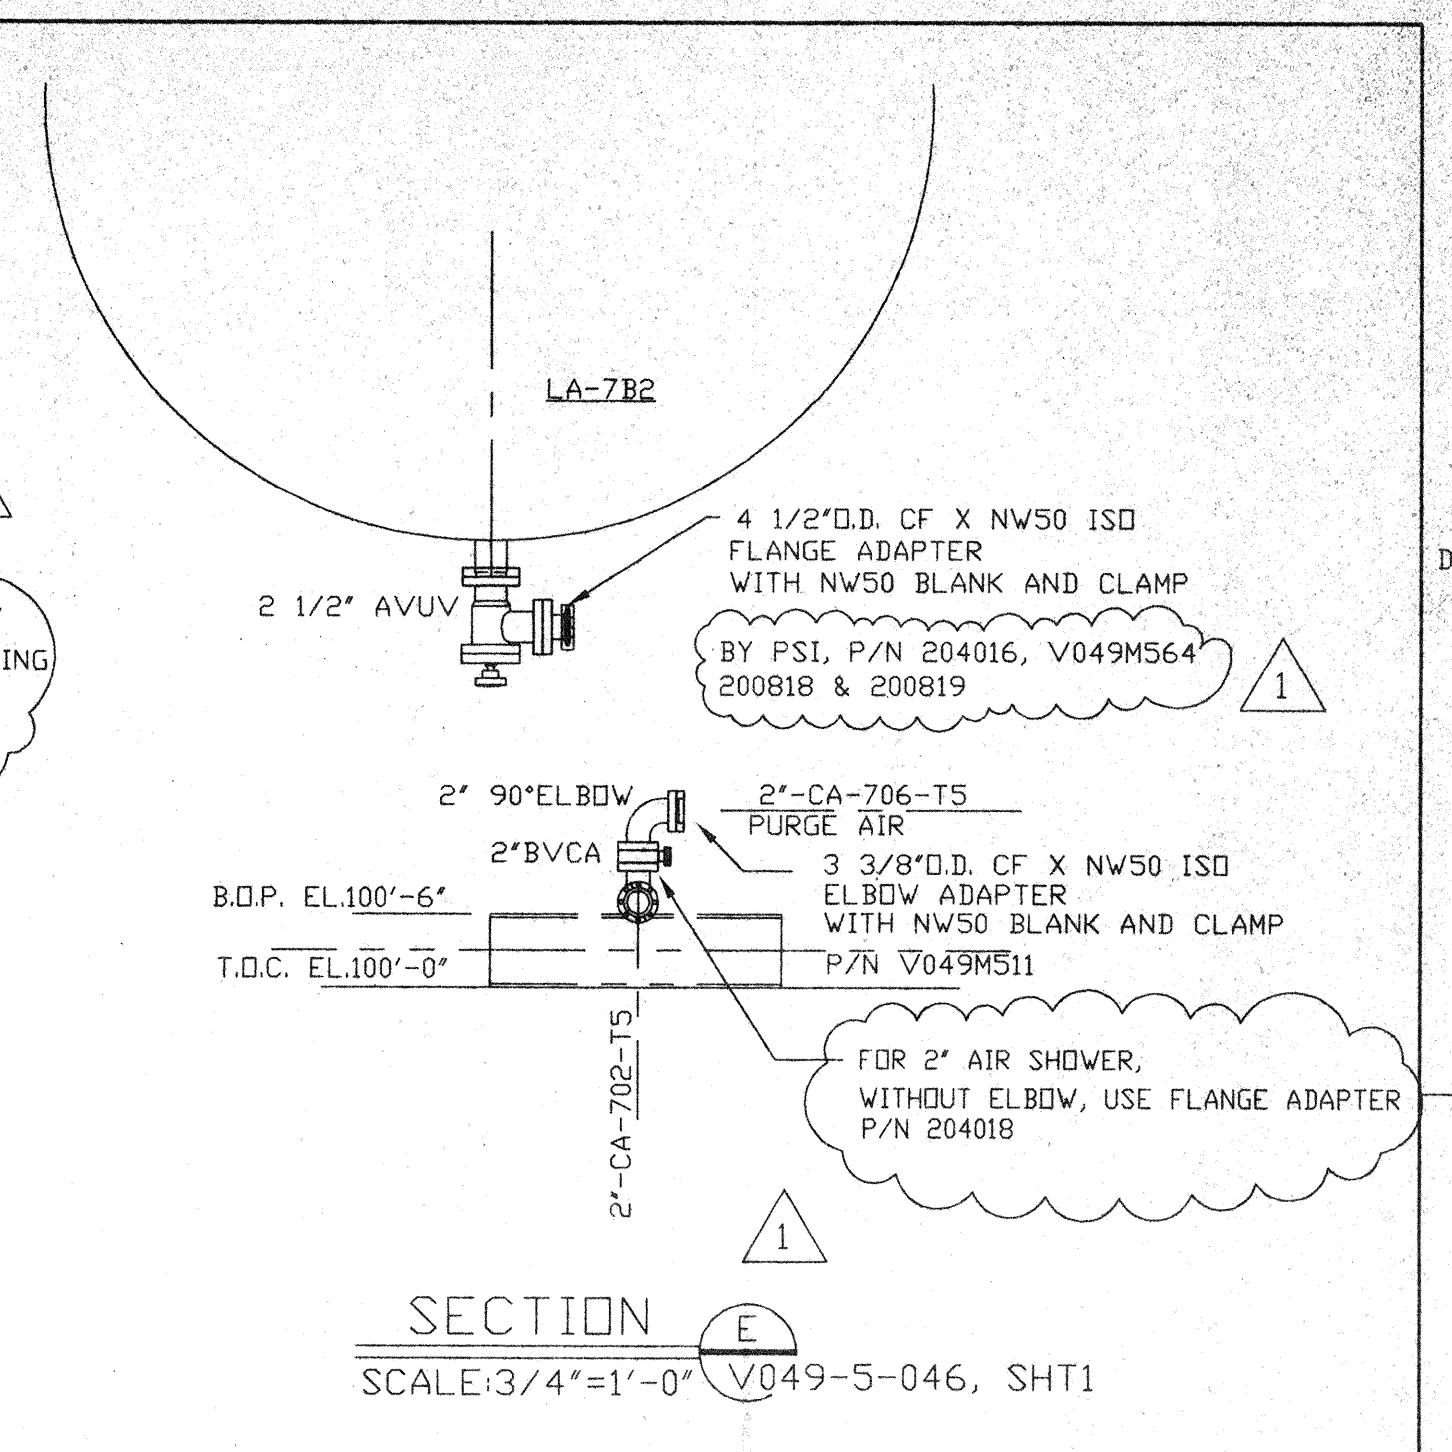 LA-7B2
4 1/2"O.D. CF X NW50 ISO
FLANGE ADAPTER
WITH NW50 BLANK AND CLAMP
D
2 1/2" AVUV
ING
BY PSI, P/N 204016, V049M564
200818 & 200819
1
2" 90°ELBOW
2"-CA-706-T5
PURGE AIR
2"BVCA
3 3/8"O.D. CF X NW50 ISO
ELBOW ADAPTER
WITH NW50 BLANK AND CLAMP
P/N V049M511
B.O.P. EL.100'-6"
T.O.C. EL.100'-0"
2"-CA-702-T5
FOR 2" AIR SHOWER,
WITHOUT ELBOW, USE FLANGE ADAPTER
P/N 204018
1
SECTION
E
SCALE:3/4"=1'-0"
V049-5-046, SHT1